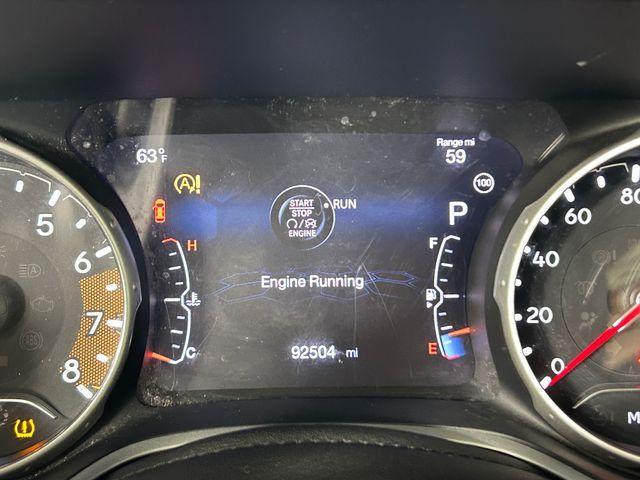 63°F
Range mi
59
A !
100
START
STOP
ENGINE
RUN
P
H
F
Engine Running
C
E
92504 mi
5
6
7
8
80
60
40
20
0
M